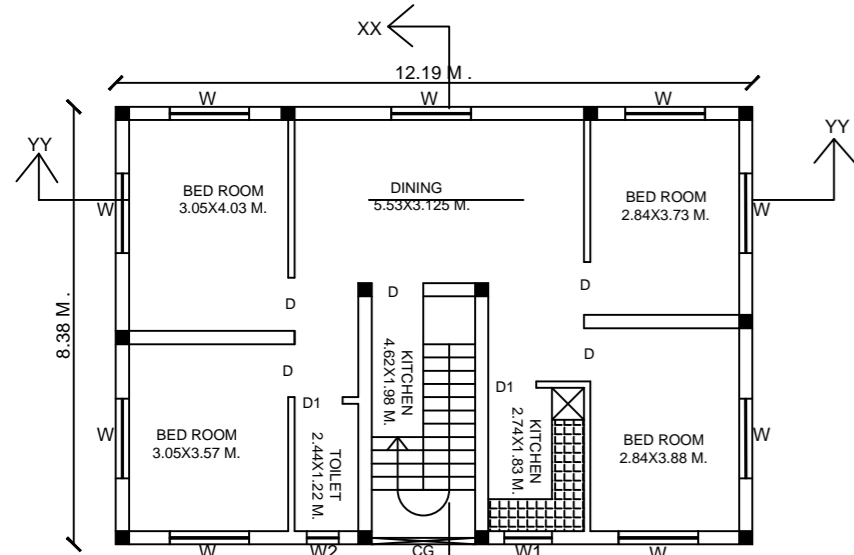 XX
12.19 M .
W
W
W
YY
YY
BED ROOM
3.05X4.03 M.
DINING
5.53X3.125 M.
BED ROOM
2.84X3.73 M.
W
W
8.38 M .
D
D
D
D
D
KITCHEN
4.62X1.98 M.
D1
D1
TOILET
2.44X1.22 M.
KITCHEN
2.74X1.83 M.
BED ROOM
3.05X3.57 M.
BED ROOM
2.84X3.88 M.
W
W
W
W2
CG
W1
W